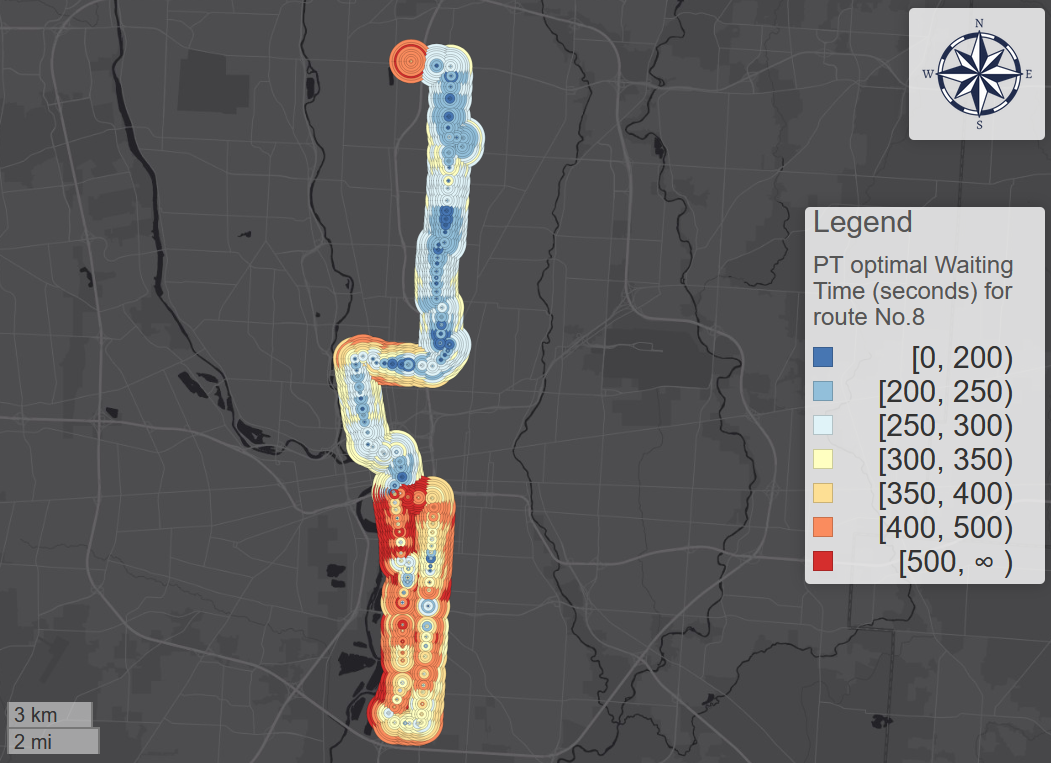 N
W E
S
Legend
PT optimal Waiting
Time (seconds) for
route No.8
[0, 200)
[200, 250)
[250, 300)
[300, 350)
[350, 400)
[400, 500)
[500, ∞ )
3 km
2 mi